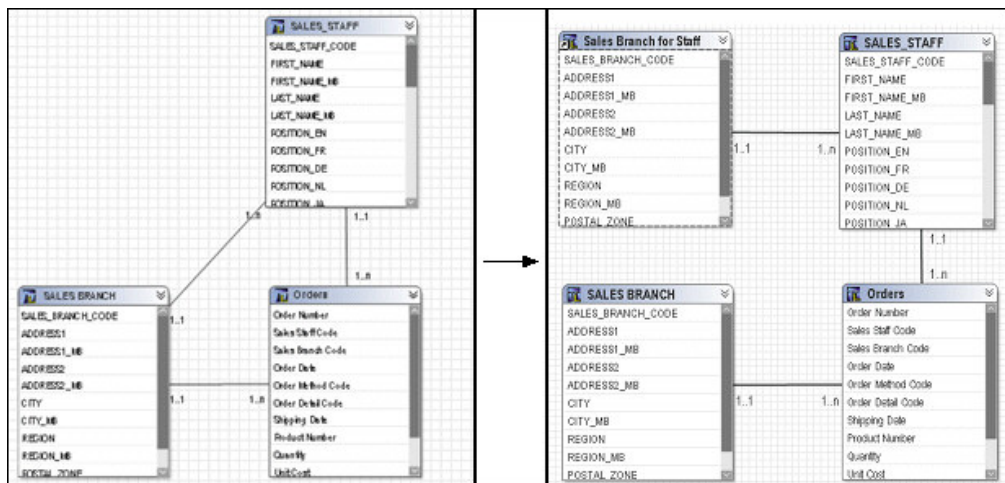 SALES_STAFF
SALES_STAFF_CODE
FIRST_NAME
FIRST_NAME_MB
LAST_NAME
LAST_NAME_MB
POSITION_EN
POSITION_FR
POSITION_DE
POSITION_NL
POSITION_JA
1..n
1..1
1..n
SALES BRANCH
SALES_BRANCH_CODE
ADDRESS1
ADDRESS1_MB
ADDRESS2
ADDRESS2_MB
CITY
CITY_MB
REGION
REGION_MB
POSTAL_ZONE
1..1
1..1
1..n
Orders
Order Number
Sales Staff Code
Sales Branch Code
Order Date
Order Method Code
Order Detail Code
Shipping Date
Product Number
Quantity
Unit Cost
Sales Branch for Staff
SALES_BRANCH_CODE
ADDRESS1
ADDRESS1_MB
ADDRESS2
ADDRESS2_MB
CITY
CITY_MB
REGION
REGION_MB
POSTAL_ZONE
1..1
1..n
SALES_STAFF
SALES_STAFF_CODE
FIRST_NAME
FIRST_NAME_MB
LAST_NAME
LAST_NAME_MB
POSITION_EN
POSITION_FR
POSITION_DE
POSITION_NL
POSITION_JA
1..1
1..n
SALES BRANCH
SALES_BRANCH_CODE
ADDRESS1
ADDRESS1_MB
ADDRESS2
ADDRESS2_MB
CITY
CITY_MB
REGION
REGION_MB
POSTAL_ZONE
1..1
1..n
Orders
Order Number
Sales Staff Code
Sales Branch Code
Order Date
Order Method Code
Order Detail Code
Shipping Date
Product Number
Quantity
Unit Cost